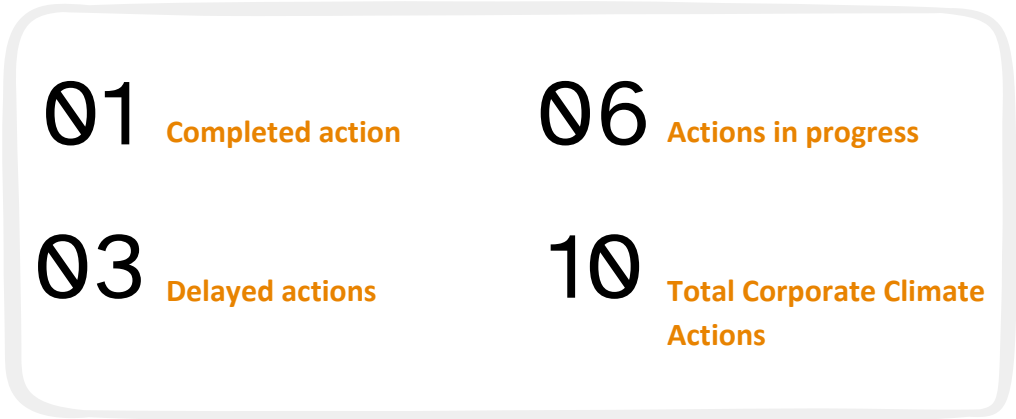 01 Completed action
06 Actions in progress
03 Delayed actions
10 Total Corporate Climate
Actions